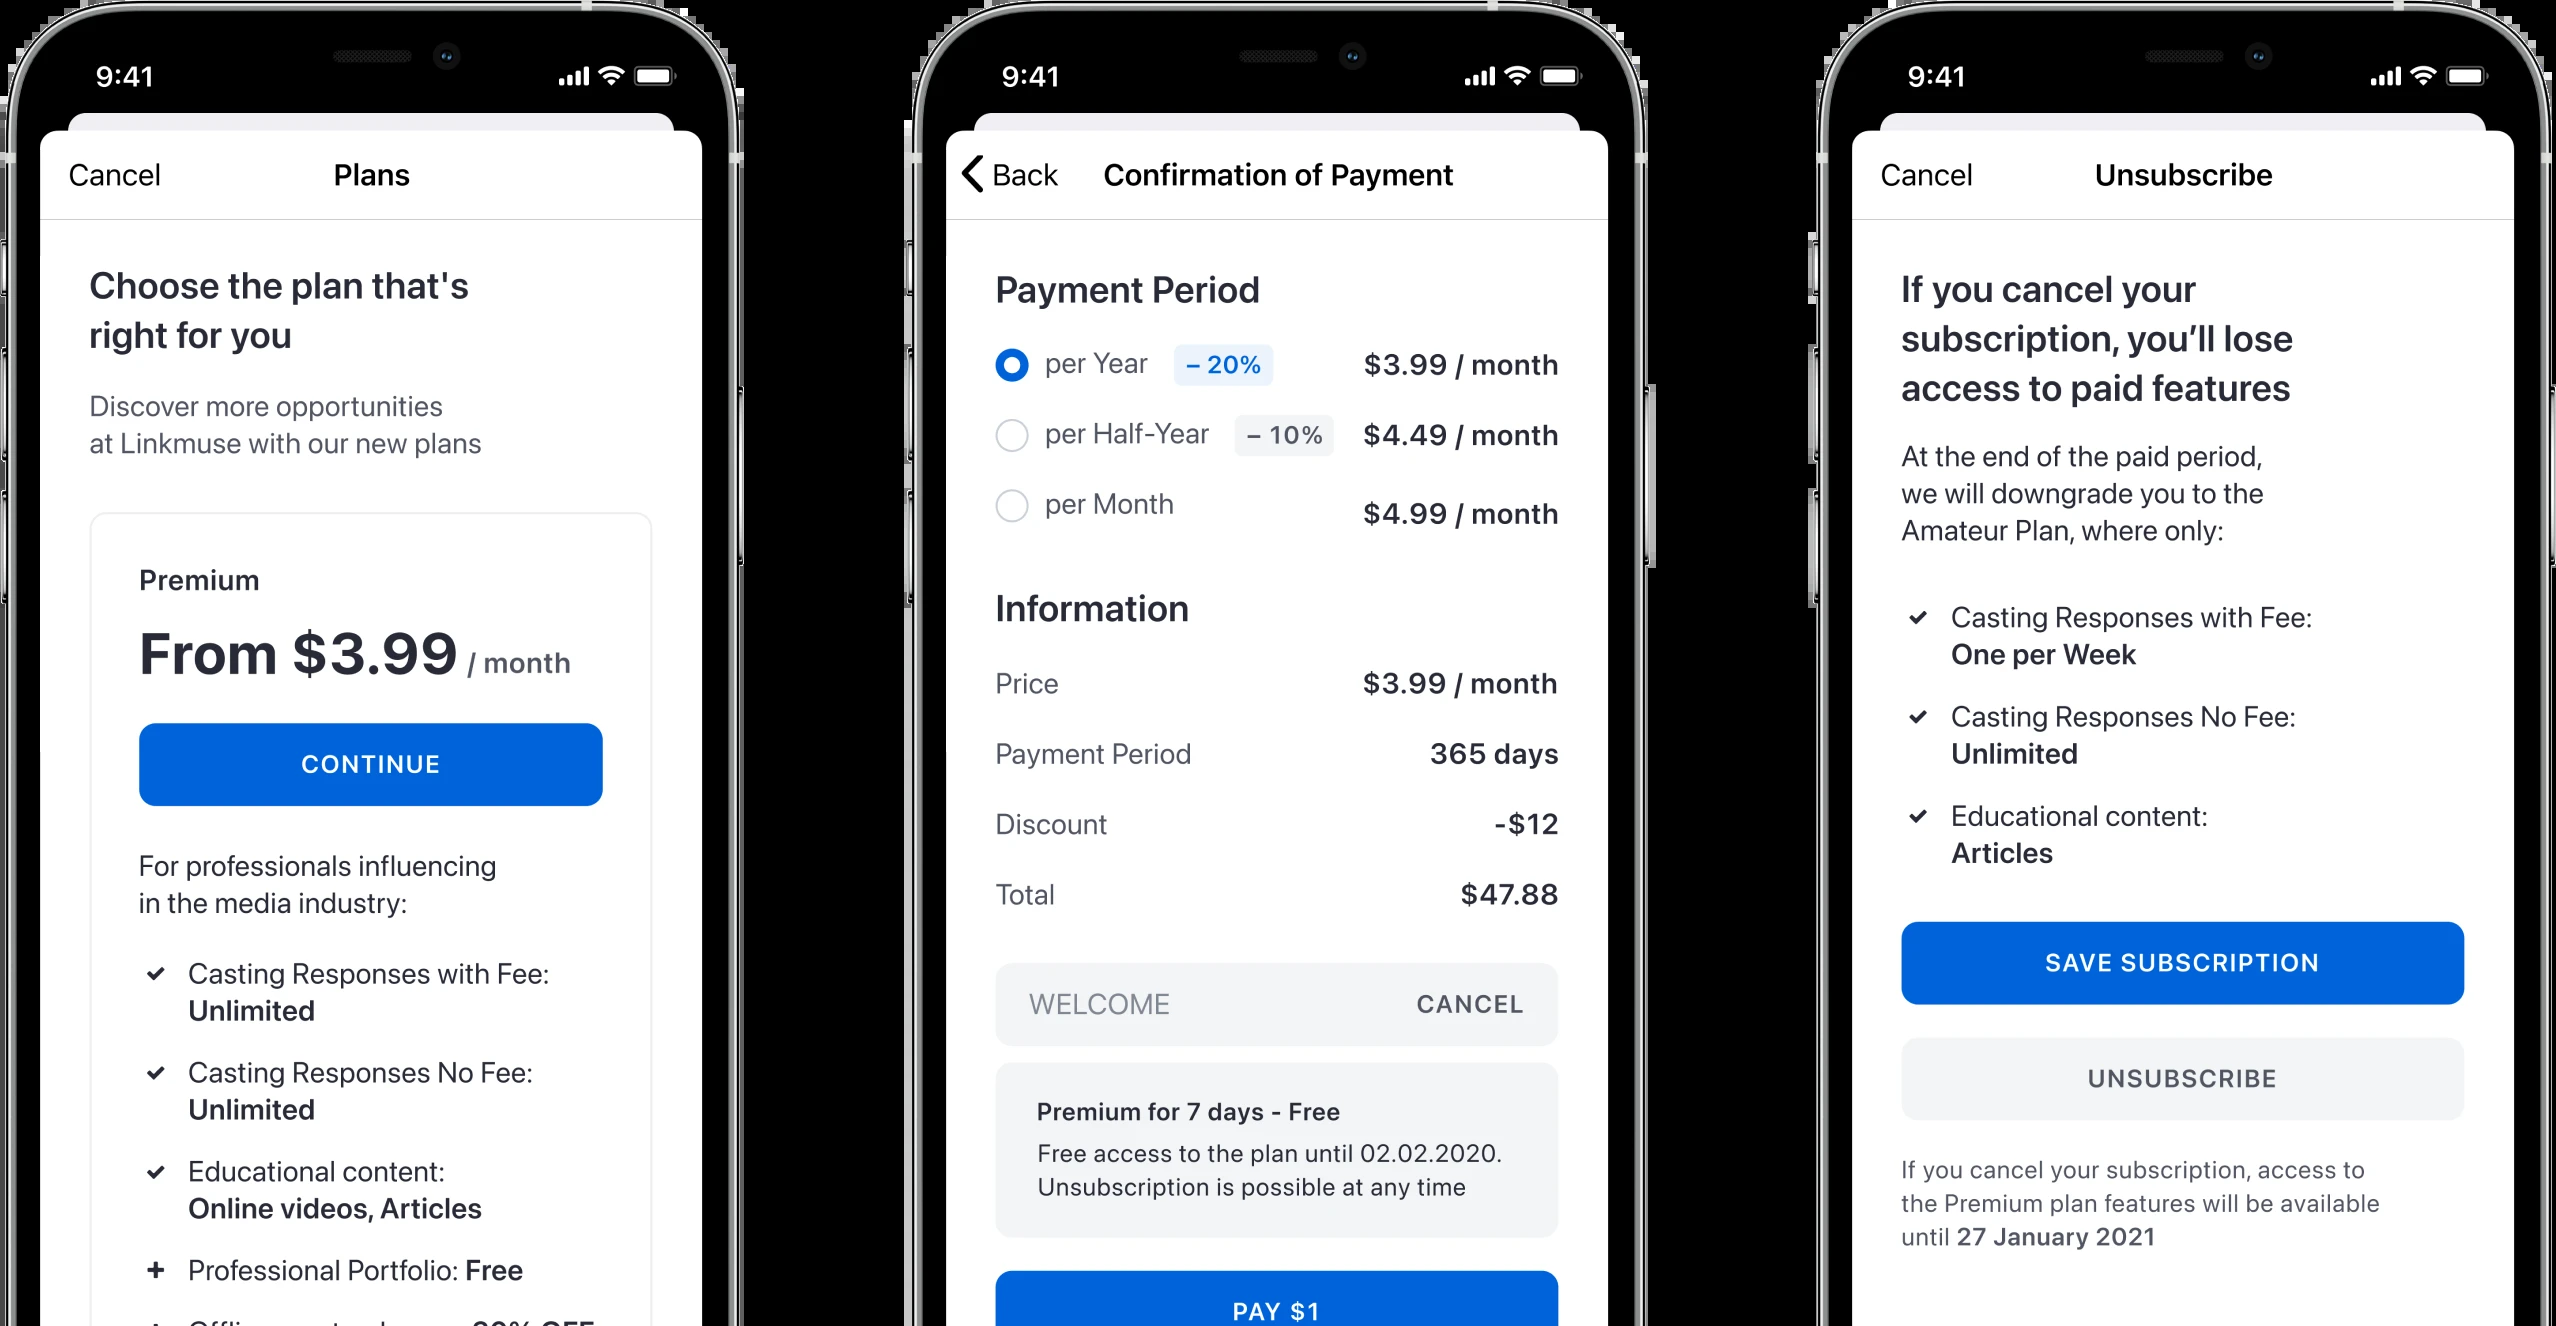 9:41
Cancel
Plans
Choose the plan that's
right for you
Discover more opportunities
at Linkmuse with our new plans
Premium
From $3.99 / month
CONTINUE
For professionals influencing
in the media industry:
Casting Responses with Fee:
Unlimited
Casting Responses No Fee:
Unlimited
Educational content:
Online videos, Articles
Professional Portfolio: Free
9:41
Back
Confirmation of Payment
Payment Period
per Year – 20% $3.99 / month
per Half-Year – 10% $4.49 / month
per Month $4.99 / month
Information
Price $3.99 / month
Payment Period 365 days
Discount -$12
Total $47.88
WELCOME CANCEL
Premium for 7 days - Free
Free access to the plan until 02.02.2020.
Unsubscription is possible at any time
PAY $1
9:41
Cancel
Unsubscribe
If you cancel your
subscription, you’ll lose
access to paid features
At the end of the paid period,
we will downgrade you to the
Amateur Plan, where only:
Casting Responses with Fee:
One per Week
Casting Responses No Fee:
Unlimited
Educational content:
Articles
SAVE SUBSCRIPTION
UNSUBSCRIBE
If you cancel your subscription, access to
the Premium plan features will be available
until 27 January 2021